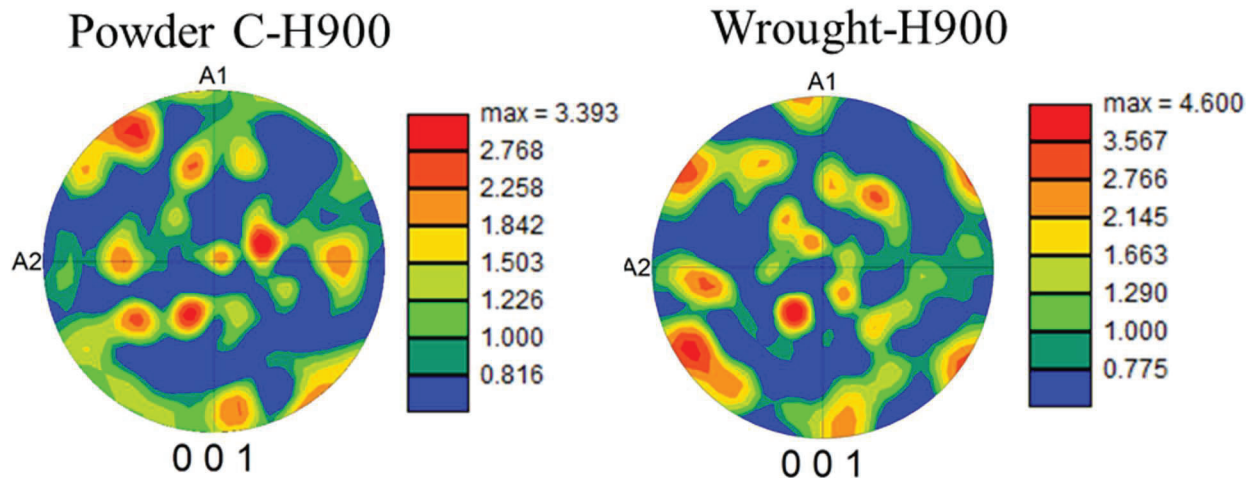 Powder C-H900
A1
A2
max = 3.393
2.768
2.258
1.842
1.503
1.226
1.000
0.816
0 0 1
Wrought-H900
A1
A2
max = 4.600
3.567
2.766
2.145
1.663
1.290
1.000
0.775
0 0 1